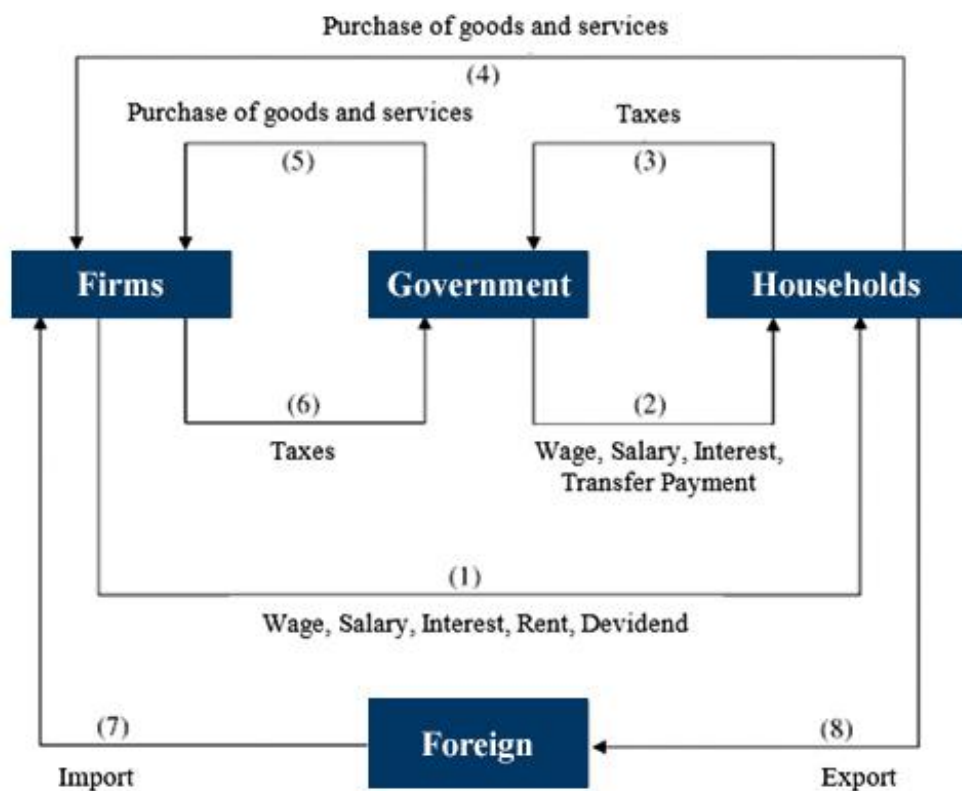 Purchase of goods and services
(4)
Purchase of goods and services
Taxes
(5)
(3)
Firms
Government
Households
(6)
(2)
Taxes
Wage, Salary, Interest,
Transfer Payment
(1)
Wage, Salary, Interest, Rent, Devidend
(7)
Foreign
(8)
Import
Export